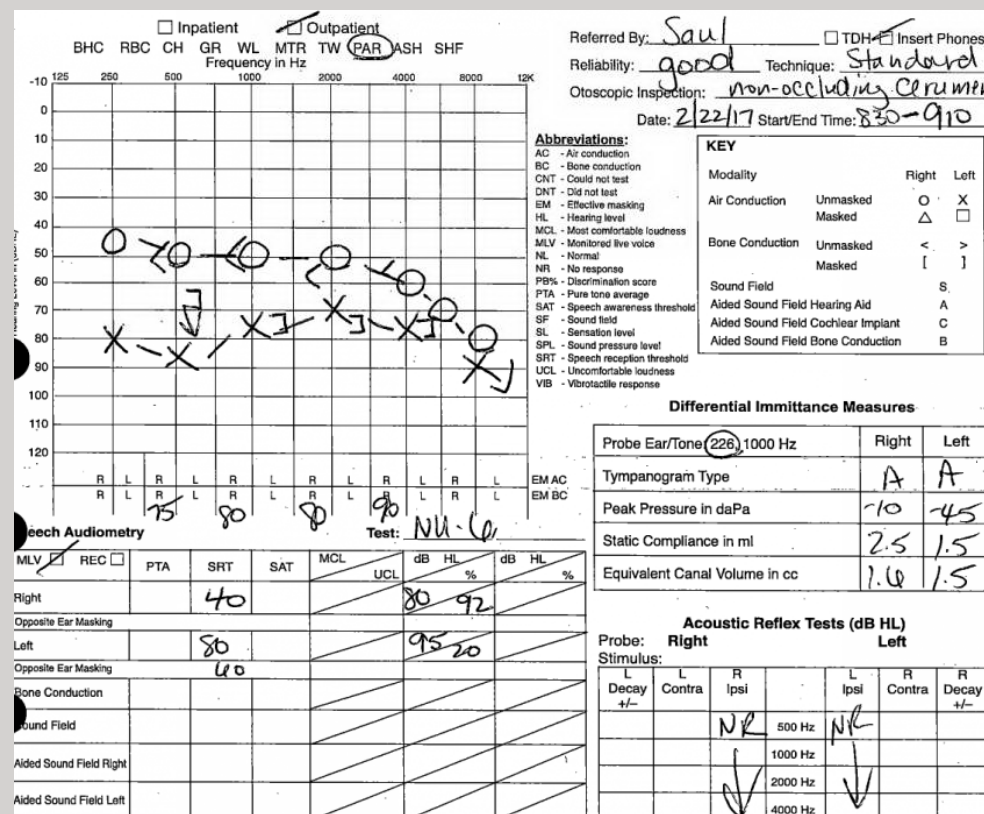 Inpatient Outpatient
BHC RBC CH GR WL MTR TW PAR ASH SHF
Frequency in Hz
125 250 500 1000 2000 4000 8000 12K
-10
0
10
20
30
40
50
60
70
80
90
100
110
120
R L R L R L R L R L R L EM AC
R L R L R L R L R L R L EM BC
75 80 80 90
Referred By: Saul TDH Insert Phones
Reliability: good Technique: Standard
Otoscopic Inspection: non-occluding Cerumen
Date: 2/22/17 Start/End Time: 830-910
Abbreviations:
AC - Air conduction
BC - Bone conduction
CNT - Could not test
DNT - Did not test
EM - Effective masking
HL - Hearing level
MCL - Most comfortable loudness
MLV - Monitored live voice
NL - Normal
NR - No response
PB% - Discrimination score
PTA - Pure tone average
SAT - Speech awareness threshold
SF - Sound field
SL - Sensation level
SPL - Sound pressure level
SRT - Speech reception threshold
UCL - Uncomfortable loudness
VIB - Vibrotactile response
KEY
Modality Right Left
Air Conduction Unmasked O X
Masked △ □
Bone Conduction Unmasked < >
Masked [ ]
Sound Field S
Aided Sound Field Hearing Aid A
Aided Sound Field Cochlear Implant C
Aided Sound Field Bone Conduction B
Differential Immittance Measures
Probe Ear/Tone 226, 1000 Hz Right Left
Tympanogram Type A A
Peak Pressure in daPa -10 -45
Static Compliance in ml 2.5 1.5
Equivalent Canal Volume in cc 1.6 1.5
eech Audiometry Test: NU-6
MLV REC PTA SRT SAT MCL UCL dB HL % dB HL %
Right 40 80 92
Opposite Ear Masking
Left 80 95 20
Opposite Ear Masking 60
Bone Conduction
ound Field
Aided Sound Field Right
Aided Sound Field Left
Acoustic Reflex Tests (dB HL)
Probe: Right Left
Stimulus:
L Decay +/- L Contra R Ipsi L Ipsi R Contra R Decay +/-
NR 500 Hz NR
1000 Hz
2000 Hz
4000 Hz